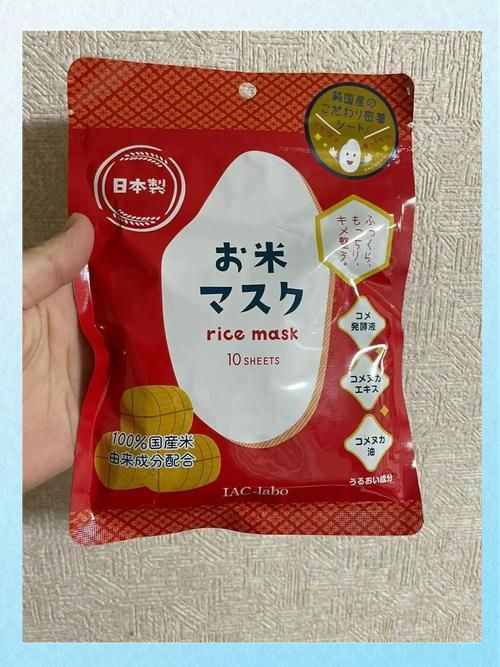 純国産の
こだわり密着
シート!
日本製
ふっくら、
もっちり、
キメ整う。
お米
マスク
rice mask
10 SHEETS
コメ
発酵液
コメヌカ
エキス
コメヌカ
油
うるおい成分
100%国産米
由来成分配合
IAC-labo